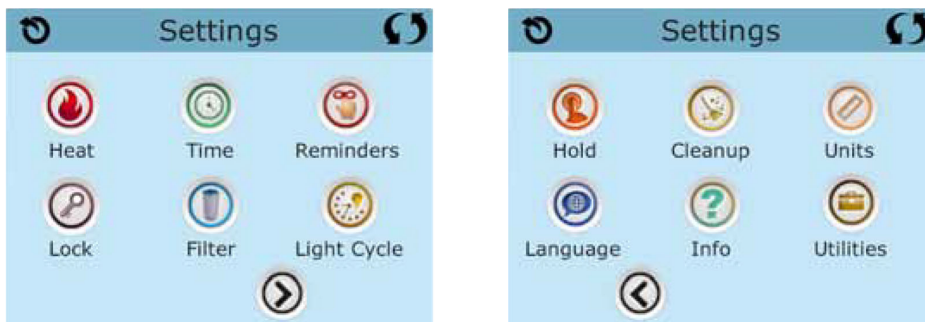 Settings
Heat Time Reminders
Lock Filter Light Cycle
Settings
Hold Cleanup Units
Language Info Utilities